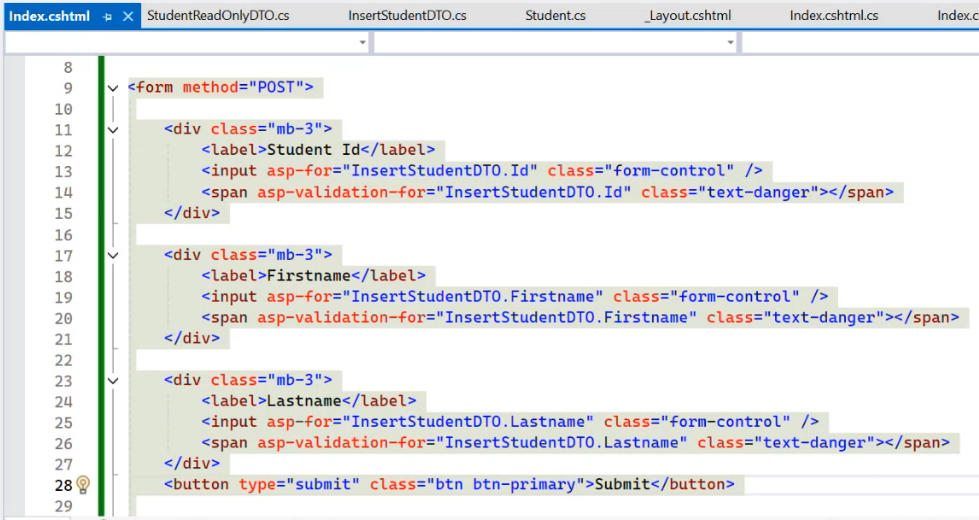 Index.cshtml StudentReadOnlyDTO.cs InsertStudentDTO.cs Student.cs _Layout.cshtml Index.cshtml.cs Index.c
8
9 <form method="POST">
10
11 <div class="mb-3">
12 <label>Student Id</label>
13 <input asp-for="InsertStudentDTO.Id" class="form-control" />
14 <span asp-validation-for="InsertStudentDTO.Id" class="text-danger"></span>
15 </div>
16
17 <div class="mb-3">
18 <label>Firstname</label>
19 <input asp-for="InsertStudentDTO.Firstname" class="form-control" />
20 <span asp-validation-for="InsertStudentDTO.Firstname" class="text-danger"></span>
21 </div>
22
23 <div class="mb-3">
24 <label>Lastname</label>
25 <input asp-for="InsertStudentDTO.Lastname" class="form-control" />
26 <span asp-validation-for="InsertStudentDTO.Lastname" class="text-danger"></span>
27 </div>
28 <button type="submit" class="btn btn-primary">Submit</button>
29